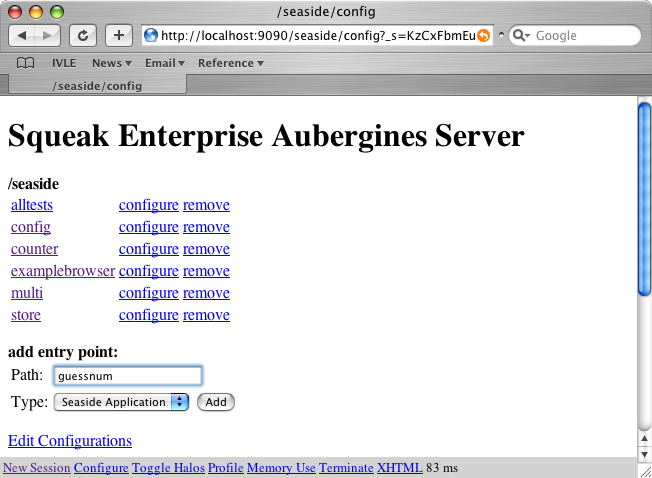 /seaside/config
http://localhost:9090/seaside/config?_s=KzCxFbmEu
Google
IVLE News Email Reference
/seaside/config
Squeak Enterprise Aubergines Server
/seaside
alltests configure remove
config configure remove
counter configure remove
examplebrowser configure remove
multi configure remove
store configure remove
add entry point:
Path: guessnum
Type: Seaside Application Add
Edit Configurations
New Session Configure Toggle Halos Profile Memory Use Terminate XHTML 83 ms